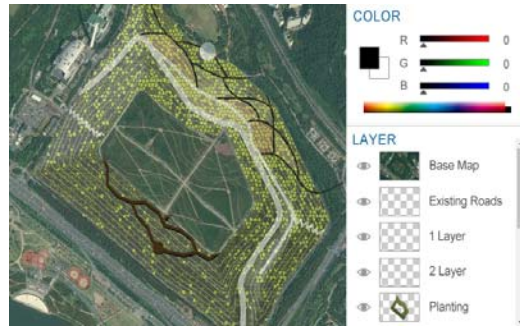 COLOR
R 0
G 0
B 0
LAYER
Base Map
Existing Roads
1 Layer
2 Layer
Planting